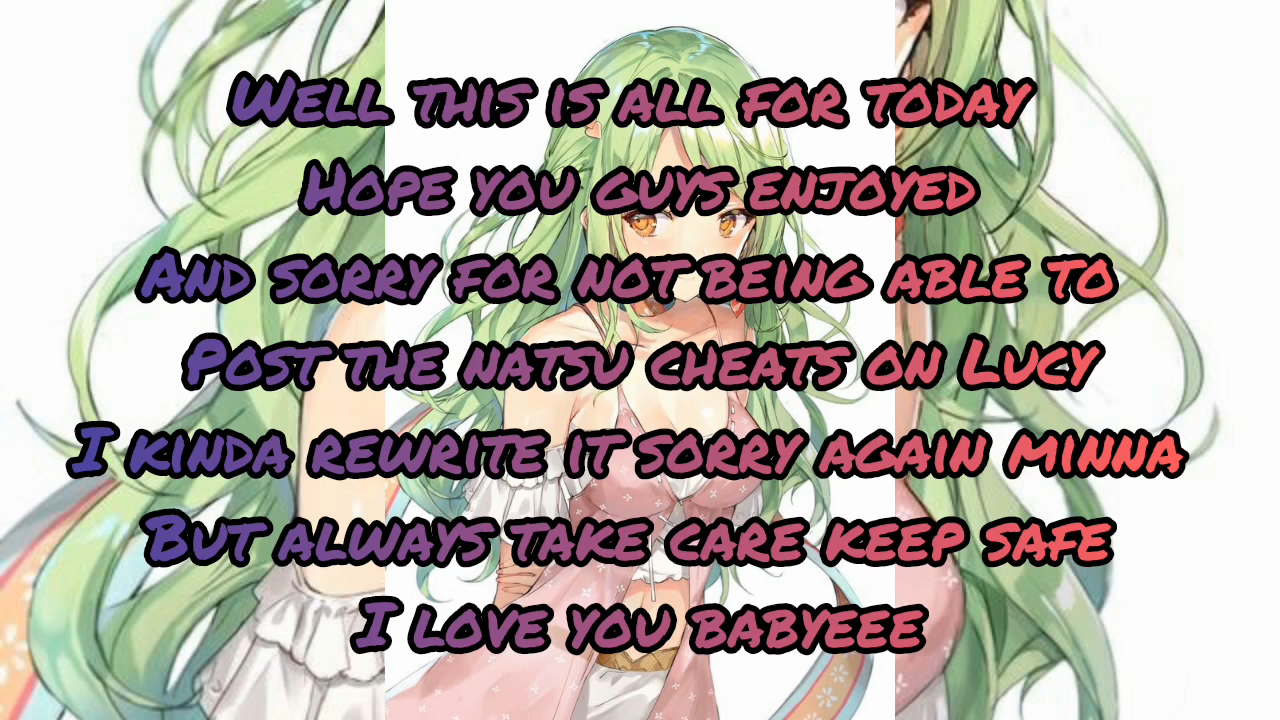 Well this is all for today
Hope you guys enjoyed
And sorry for not being able to
Post the natsu cheats on Lucy
I kinda rewrite it sorry again minna
But always take care keep safe
I love you babyeee